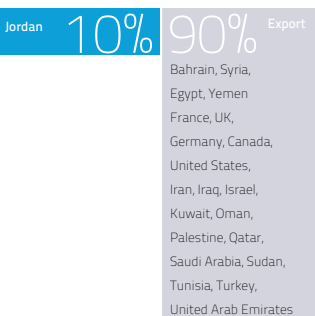 Jordan 10% 90% Export
Bahrain, Syria,
Egypt, Yemen
France, UK,
Germany, Canada,
United States,
Iran, Iraq, Israel,
Kuwait, Oman,
Palestine, Qatar,
Saudi Arabia, Sudan,
Tunisia, Turkey,
United Arab Emirates